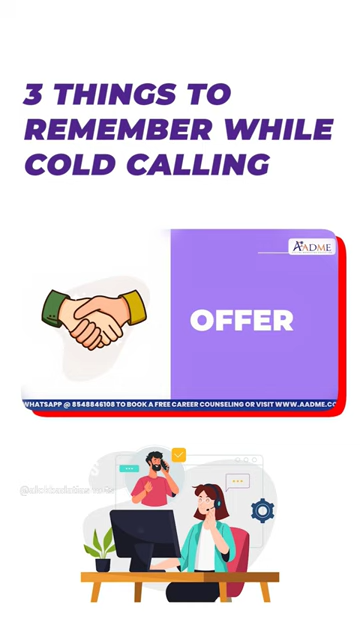 3 THINGS TO
REMEMBER WHILE
COLD CALLING
AADME
OFFER
WHATSAPP @ 8548846108 TO BOOK A FREE CAREER COUNSELING OR VISIT WWW.AADME.CO